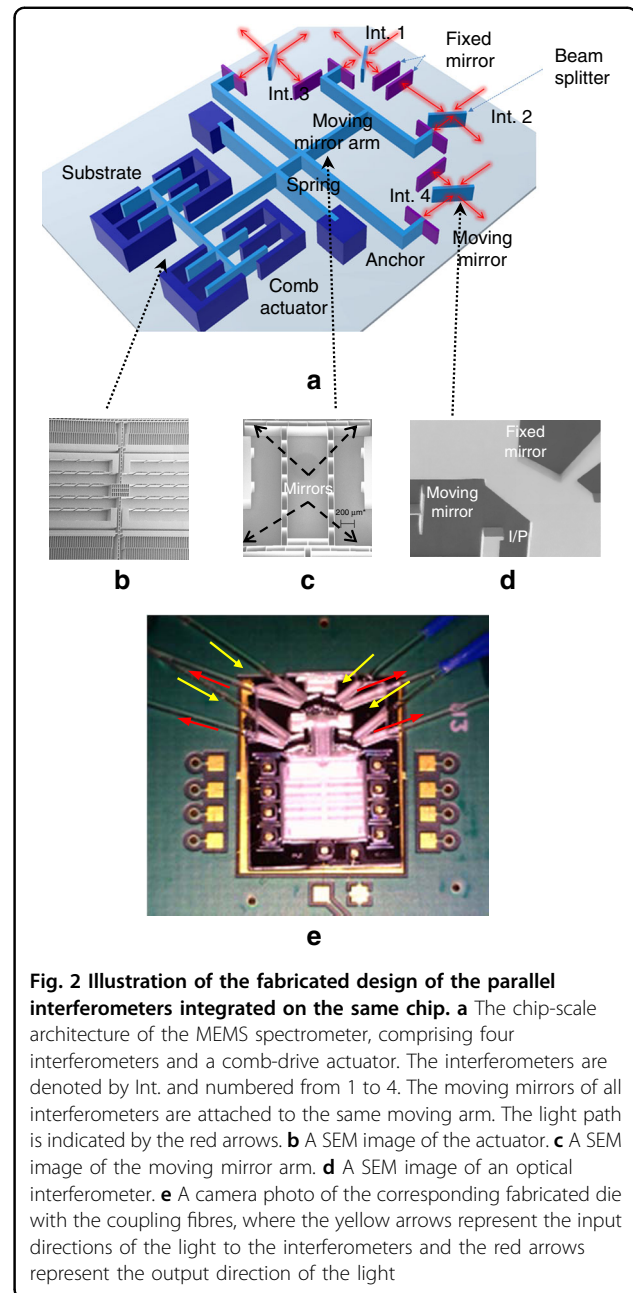 a
Int. 1
Fixed
mirror
Beam
splitter
Int. 3
Int. 2
Moving
mirror arm
Substrate
Spring
Int. 4
Moving
mirror
Anchor
Comb
actuator
a
Mirrors
200 µm*
Fixed
mirror
Moving
mirror
I/P
b
c
d
e
Fig. 2 Illustration of the fabricated design of the parallel
interferometers integrated on the same chip. a The chip-scale
architecture of the MEMS spectrometer, comprising four
interferometers and a comb-drive actuator. The interferometers are
denoted by Int. and numbered from 1 to 4. The moving mirrors of all
interferometers are attached to the same moving arm. The light path
is indicated by the red arrows. b A SEM image of the actuator. c A SEM
image of the moving mirror arm. d A SEM image of an optical
interferometer. e A camera photo of the corresponding fabricated die
with the coupling fibres, where the yellow arrows represent the input
directions of the light to the interferometers and the red arrows
represent the output direction of the light